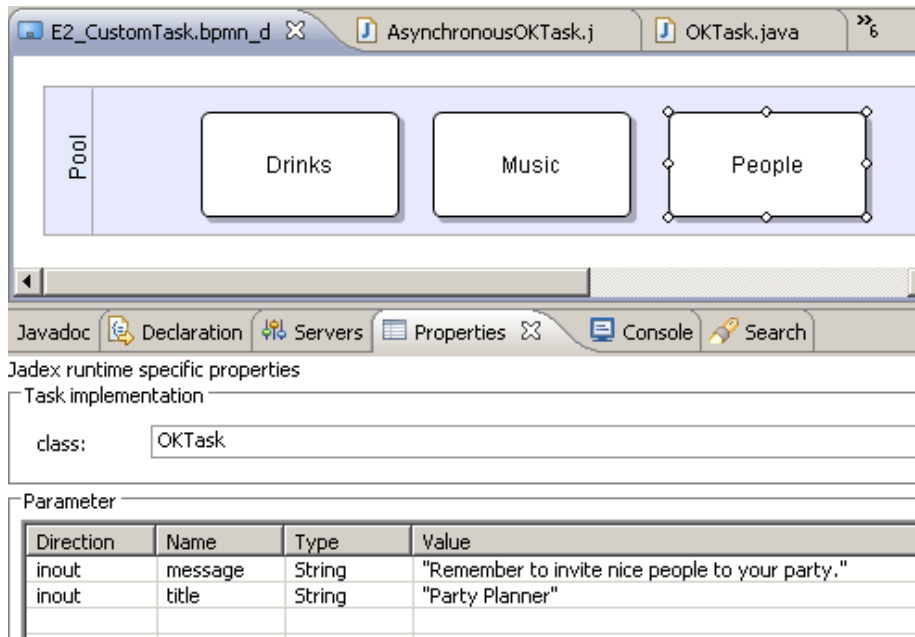 E2_CustomTask.bpmn_d AsynchronousOKTask.j OKTask.java »6
Pool
Drinks Music People
Javadoc Declaration Servers Properties Console Search
Jadex runtime specific properties
Task implementation
class: OKTask
Parameter
Direction Name Type Value
inout message String "Remember to invite nice people to your party."
inout title String "Party Planner"